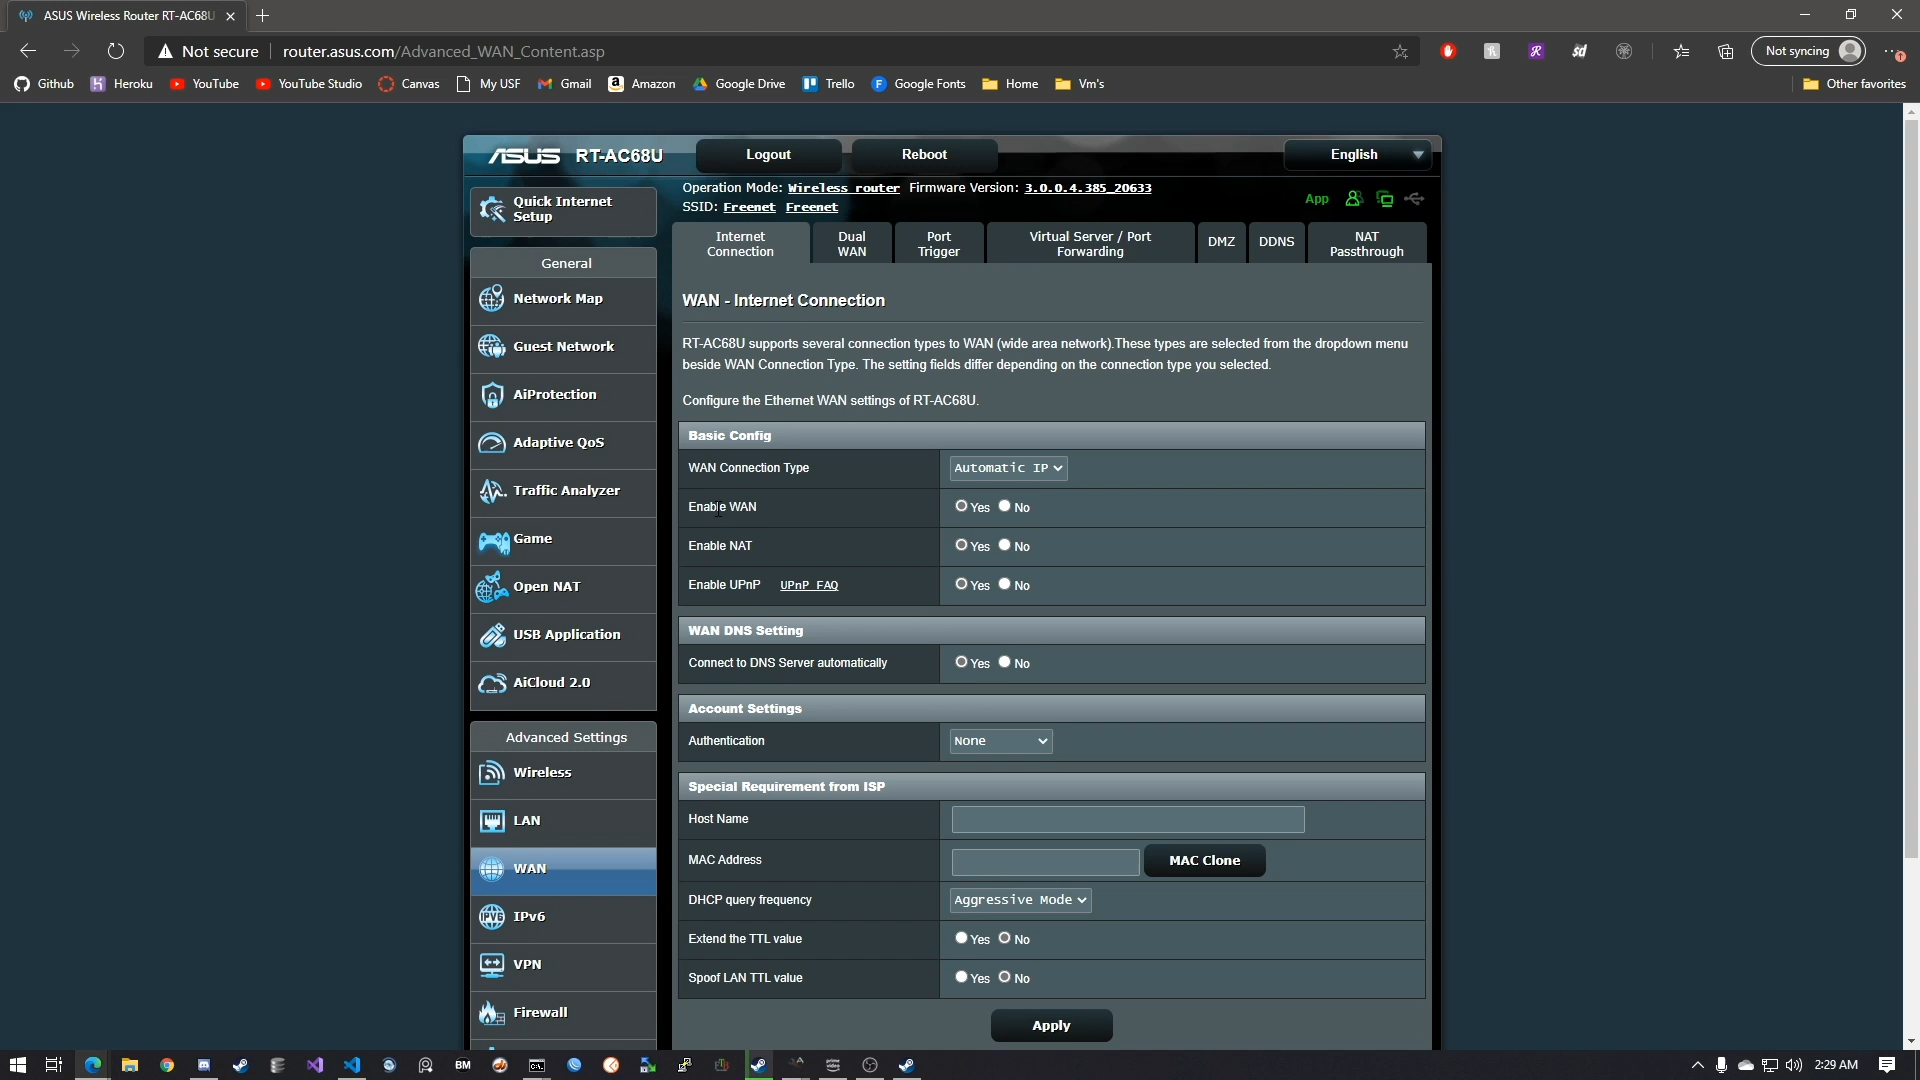 ASUS Wireless Router RT-AC68U
Not secure router.asus.com/Advanced_WAN_Content.asp
Not syncing
Github Heroku YouTube YouTube Studio Canvas My USF Gmail Amazon Google Drive Trello Google Fonts Home Vm's Other favorites
ASUS RT-AC68U Logout Reboot English
Operation Mode: Wireless router Firmware Version: 3.0.0.4.385_20633
SSID: Freenet Freenet
App
Quick Internet
Setup
General
Network Map
Guest Network
AiProtection
Adaptive QoS
Traffic Analyzer
Game
Open NAT
USB Application
AiCloud 2.0
Advanced Settings
Wireless
LAN
WAN
IPv6
VPN
Firewall
Internet
Connection
Dual
WAN
Port
Trigger
Virtual Server / Port
Forwarding
DMZ
DDNS
NAT
Passthrough
WAN - Internet Connection
RT-AC68U supports several connection types to WAN (wide area network).These types are selected from the dropdown menu
beside WAN Connection Type. The setting fields differ depending on the connection type you selected.
Configure the Ethernet WAN settings of RT-AC68U.
Basic Config
WAN Connection Type Automatic IP
Enable WAN Yes No
Enable NAT Yes No
Enable UPnP UPnP FAQ Yes No
WAN DNS Setting
Connect to DNS Server automatically Yes No
Account Settings
Authentication None
Special Requirement from ISP
Host Name
MAC Address MAC Clone
DHCP query frequency Aggressive Mode
Extend the TTL value Yes No
Spoof LAN TTL value Yes No
Apply
2:29 AM